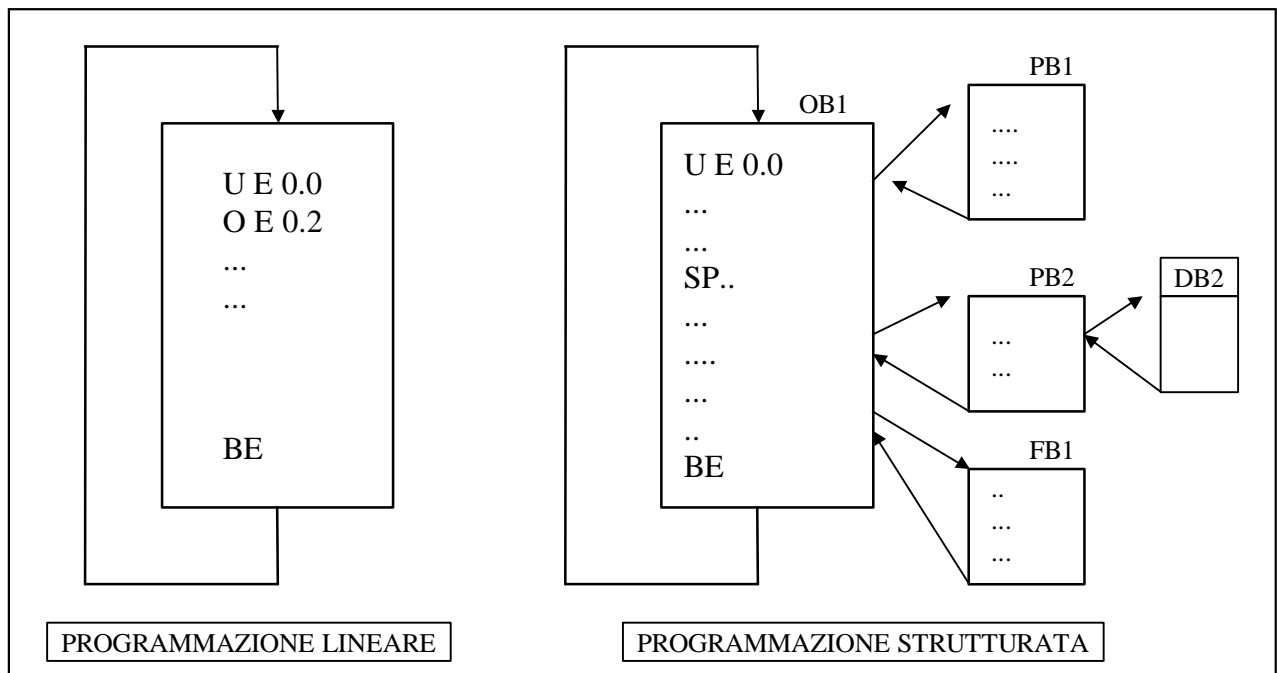 U E 0.0
O E 0.2
...
...
BE
PROGRAMMAZIONE LINEARE
OB1
U E 0.0
...
...
SP..
...
....
...
..
BE
PB1
....
....
...
PB2
...
...
DB2
FB1
..
...
...
PROGRAMMAZIONE STRUTTURATA